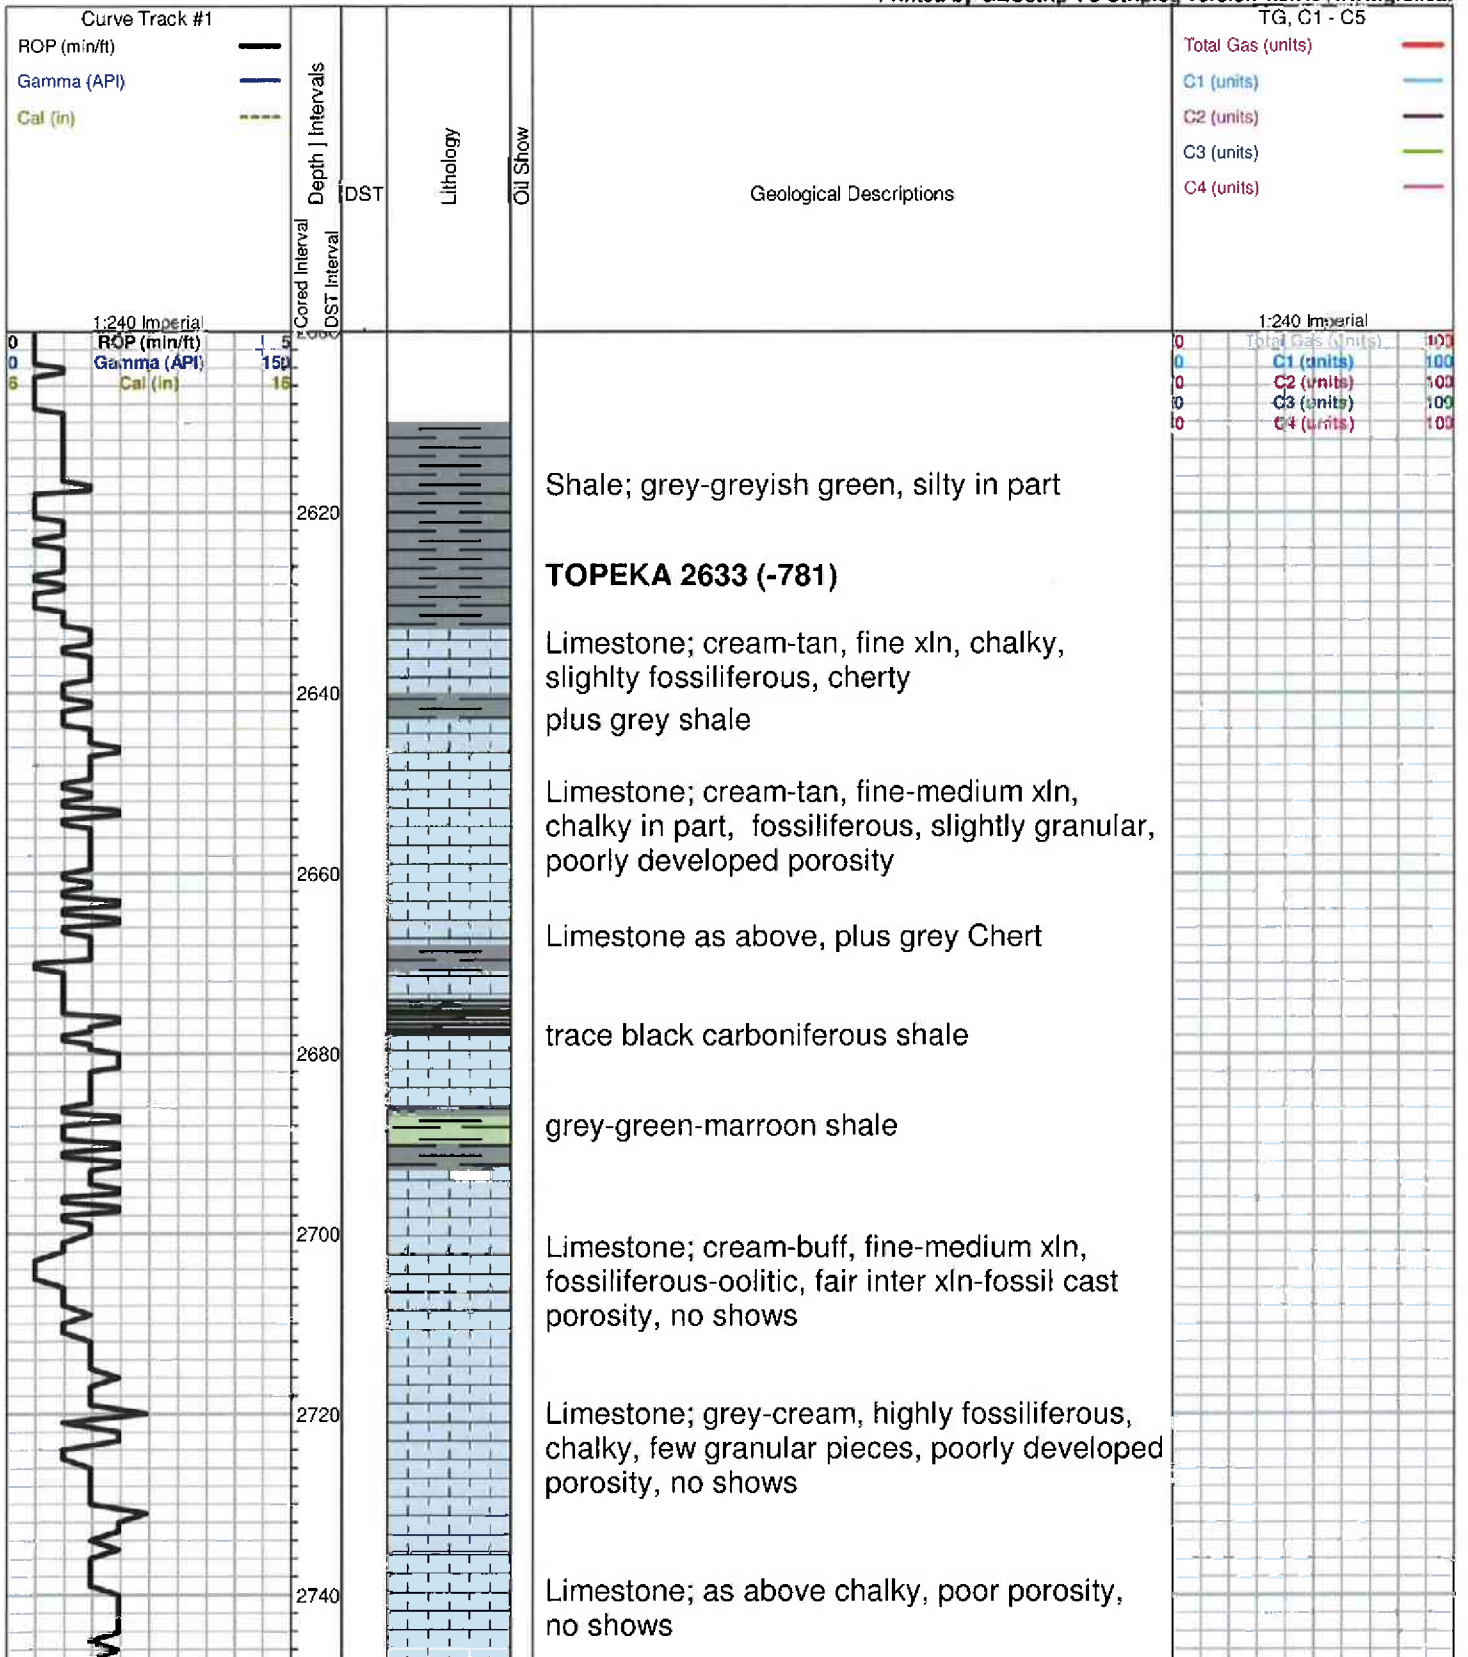 Curve Track #1
ROP (min/ft)
Gamma (API)
Cal (in)
Depth | Intervals
Cored Interval
DST Interval
DST
Lithology
Oil Show
Geological Descriptions
TG, C1 - C5
Total Gas (units)
C1 (units)
C2 (units)
C3 (units)
C4 (units)
1:240 Imperial
1:240 Imperial
0 ROP (min/ft) 5
0 Gamma (API) 150
6 Cal (in) 16
0 Total Gas (units) 100
0 C1 (units) 100
0 C2 (units) 100
0 C3 (units) 100
0 C4 (units) 100
Shale; grey-greyish green, silty in part
2620
TOPEKA 2633 (-781)
Limestone; cream-tan, fine xln, chalky,
slighlty fossiliferous, cherty
2640
plus grey shale
Limestone; cream-tan, fine-medium xln,
chalky in part, fossiliferous, slightly granular,
poorly developed porosity
2660
Limestone as above, plus grey Chert
trace black carboniferous shale
2680
grey-green-marroon shale
2700
Limestone; cream-buff, fine-medium xln,
fossiliferous-oolitic, fair inter xln-fossil cast
porosity, no shows
2720
Limestone; grey-cream, highly fossiliferous,
chalky, few granular pieces, poorly developed
porosity, no shows
2740
Limestone; as above chalky, poor porosity,
no shows